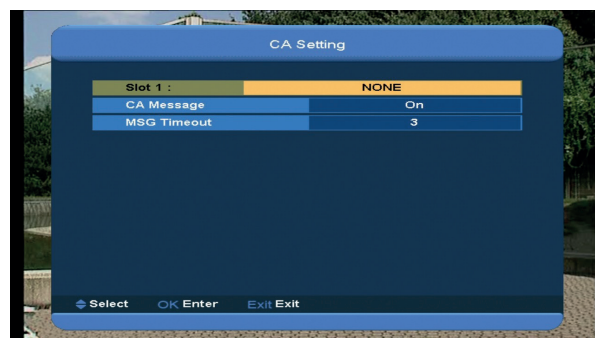 CA Setting
Slot 1 : NONE
CA Message On
MSG Timeout 3
Select OK Enter Exit Exit